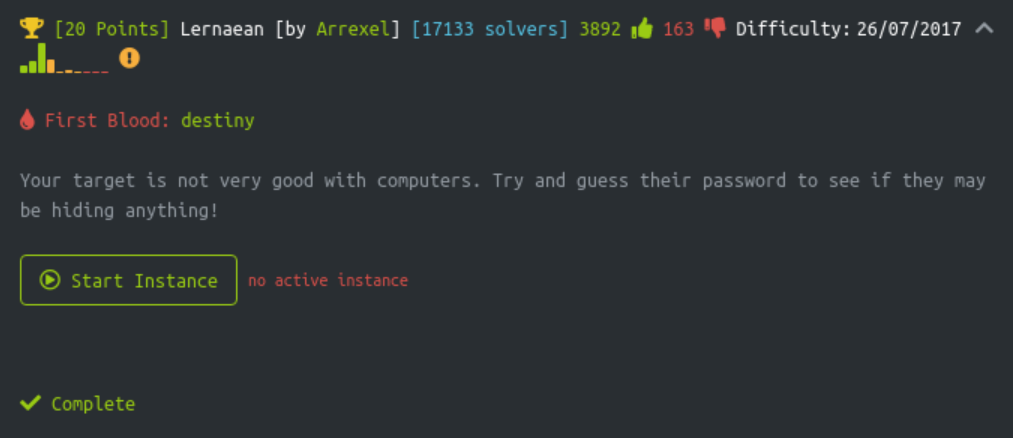 [20 Points] Lernaean [by Arrexel] [17133 solvers] 3892 163 Difficulty: 26/07/2017
First Blood: destiny
Your target is not very good with computers. Try and guess their password to see if they may
be hiding anything!
Start Instance no active instance
Complete